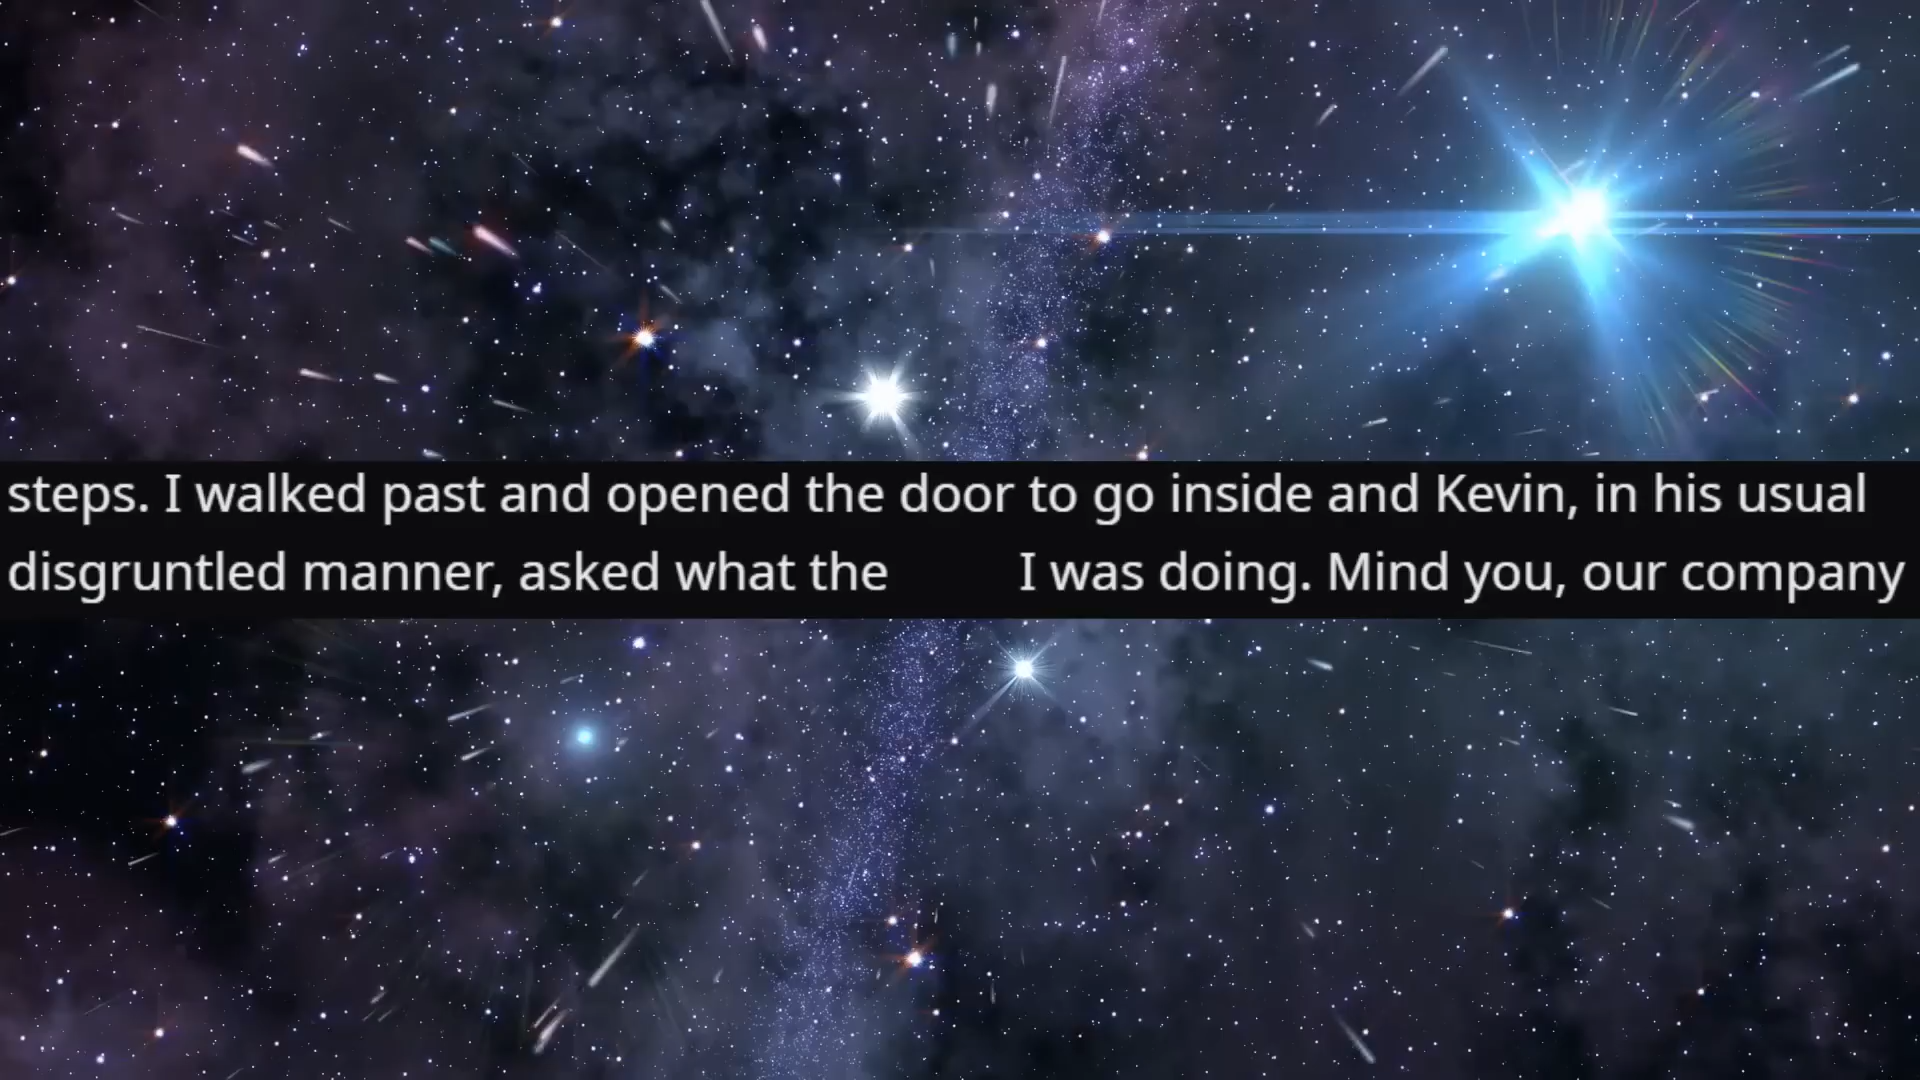 steps. I walked past and opened the door to go inside and Kevin, in his usual
disgruntled manner, asked what the I was doing. Mind you, our company